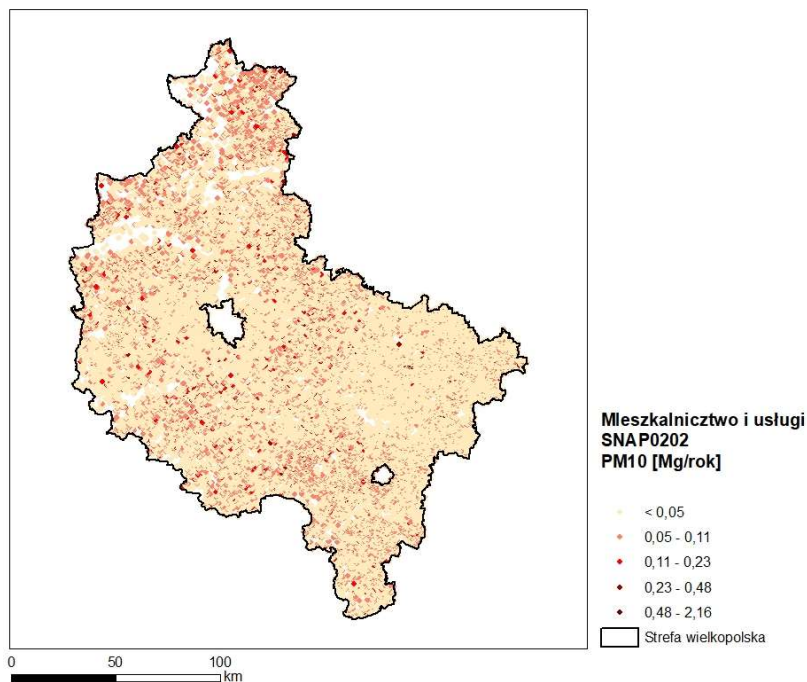 Mieszkalnictwo i usługi
SNAP0202
PM10 [Mg/rok]
< 0,05
0,05 - 0,11
0,11 - 0,23
0,23 - 0,48
0,48 - 2,16
Strefa wielkopolska
0 50 100
km